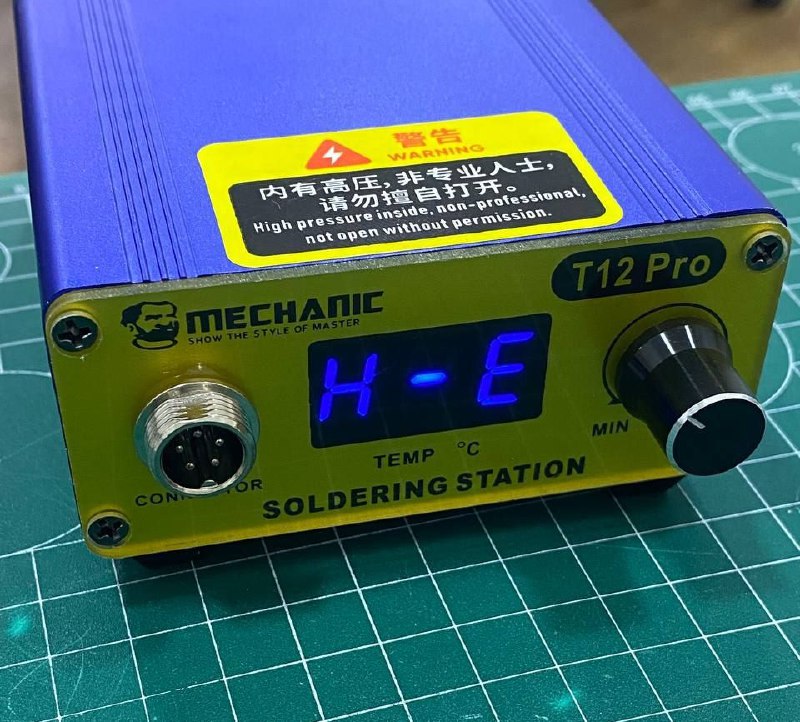 警告
WARNING
内有高压，非专业人士，
请勿擅自打开。
High pressure inside, non-professional,
not open without permission.
T12 Pro
MECHANIC
SHOW THE STYLE OF MASTER
H-E
MIN
TEMP °C
SOLDERING STATION